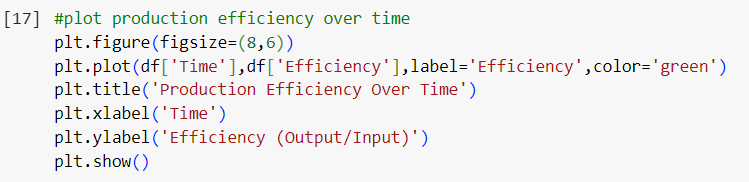 [17] #plot production efficiency over time
plt.figure(figsize=(8,6))
plt.plot(df['Time'],df['Efficiency'],label='Efficiency',color='green')
plt.title('Production Efficiency Over Time')
plt.xlabel('Time')
plt.ylabel('Efficiency (Output/Input)')
plt.show()